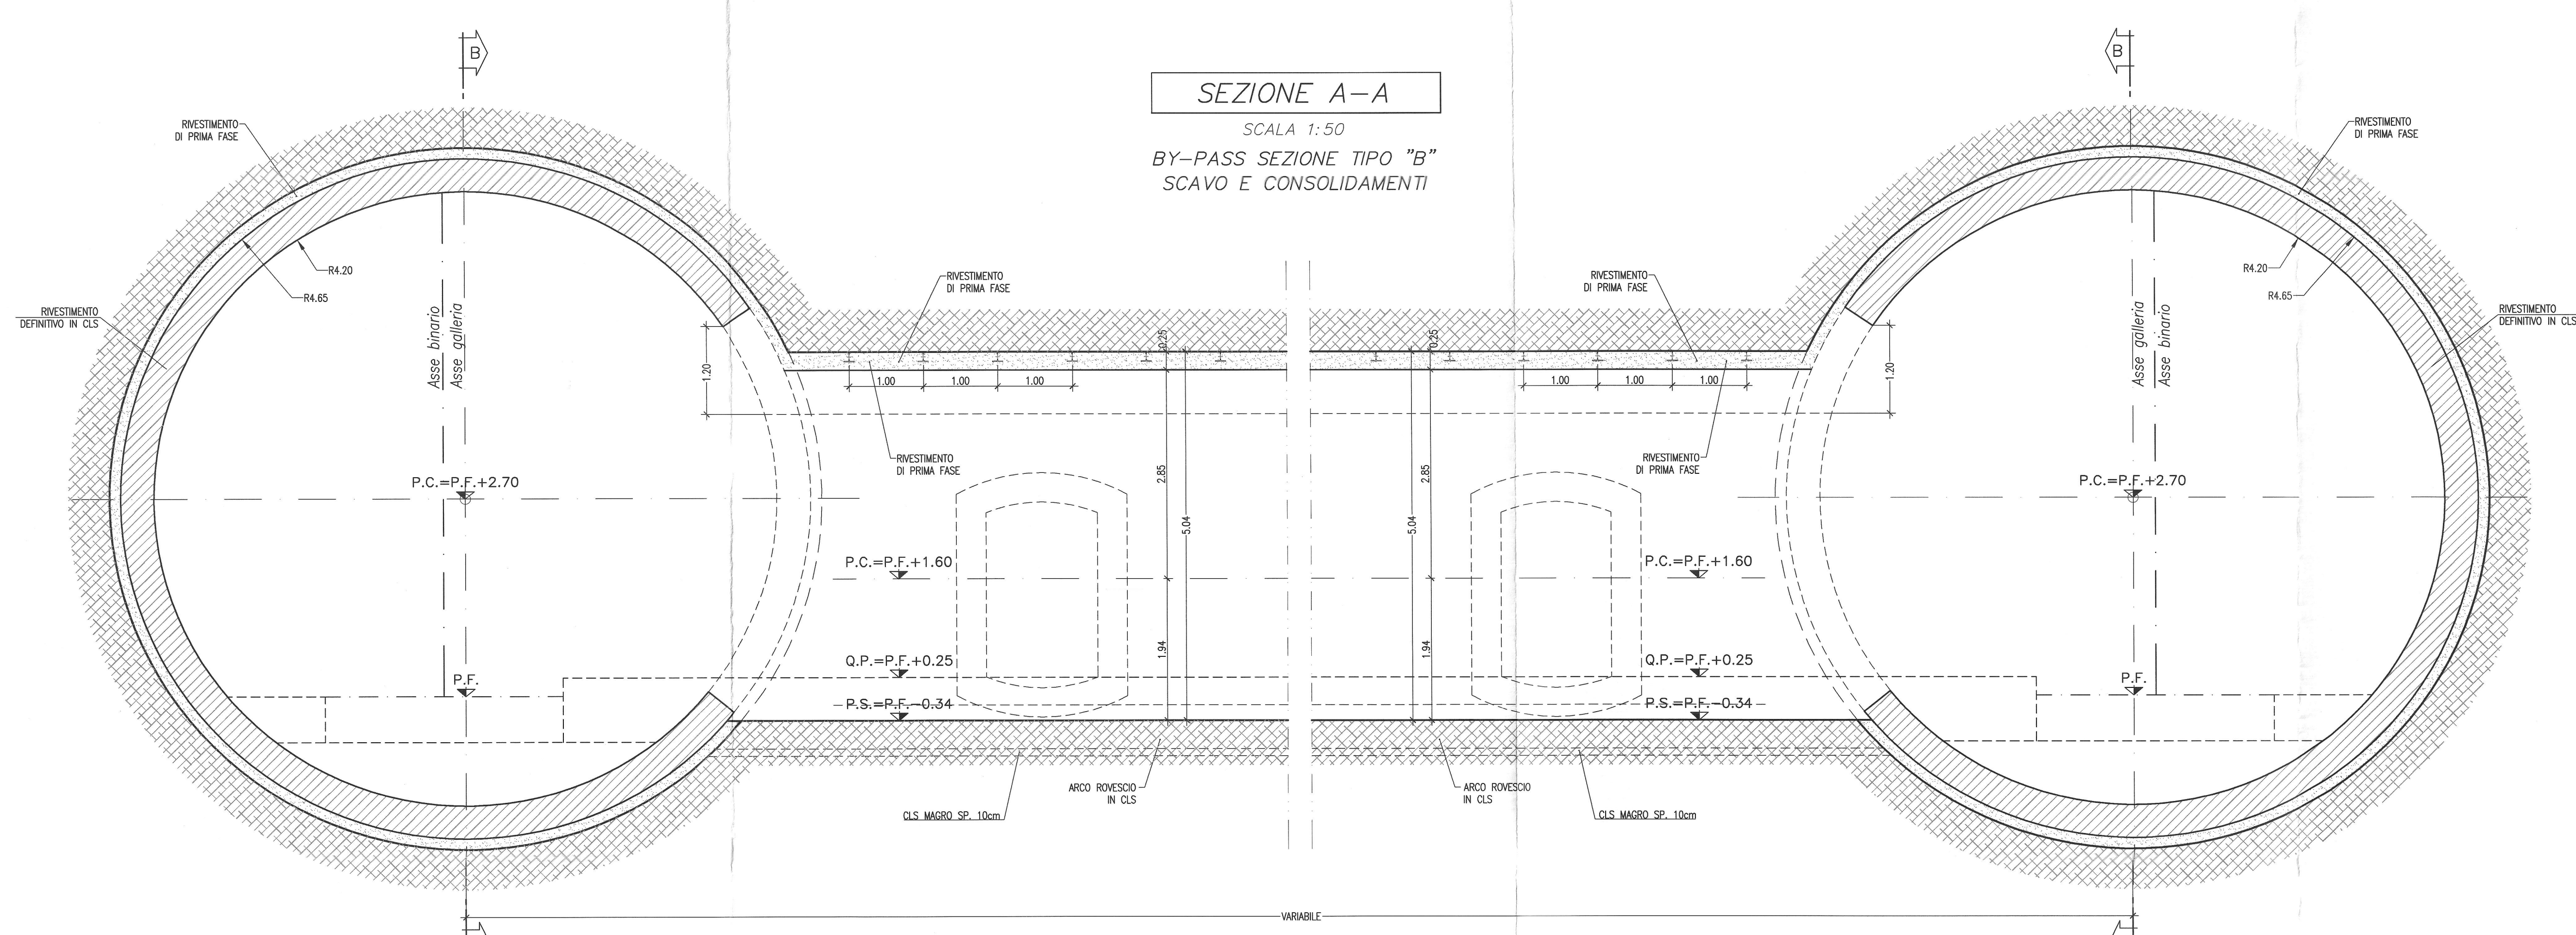 B
B
SEZIONE A-A
SCALA 1:50
BY-PASS SEZIONE TIPO "B"
SCAVO E CONSOLIDAMENTI
RIVESTIMENTO
DI PRIMA FASE
RIVESTIMENTO
DI PRIMA FASE
R4.20
R4.65
RIVESTIMENTO
DEFINITIVO IN CLS
Asse binario
Asse galleria
RIVESTIMENTO
DI PRIMA FASE
RIVESTIMENTO
DI PRIMA FASE
R4.20
R4.65
RIVESTIMENTO
DEFINITIVO IN CLS
Asse galleria
Asse binario
0.25
0.25
1.20
1.00
1.00
1.00
1.00
1.00
1.00
1.20
RIVESTIMENTO
DI PRIMA FASE
RIVESTIMENTO
DI PRIMA FASE
2.85
5.04
5.04
2.85
P.C.=P.F.+2.70
P.C.=P.F.+2.70
P.C.=P.F.+1.60
P.C.=P.F.+1.60
1.94
1.94
Q.P.=P.F.+0.25
Q.P.=P.F.+0.25
P.F.
P.F.
P.S.=P.F.-0.34
P.S.=P.F.-0.34
ARCO ROVESCIO
IN CLS
ARCO ROVESCIO
IN CLS
CLS MAGRO SP. 10cm
CLS MAGRO SP. 10cm
VARIABILE